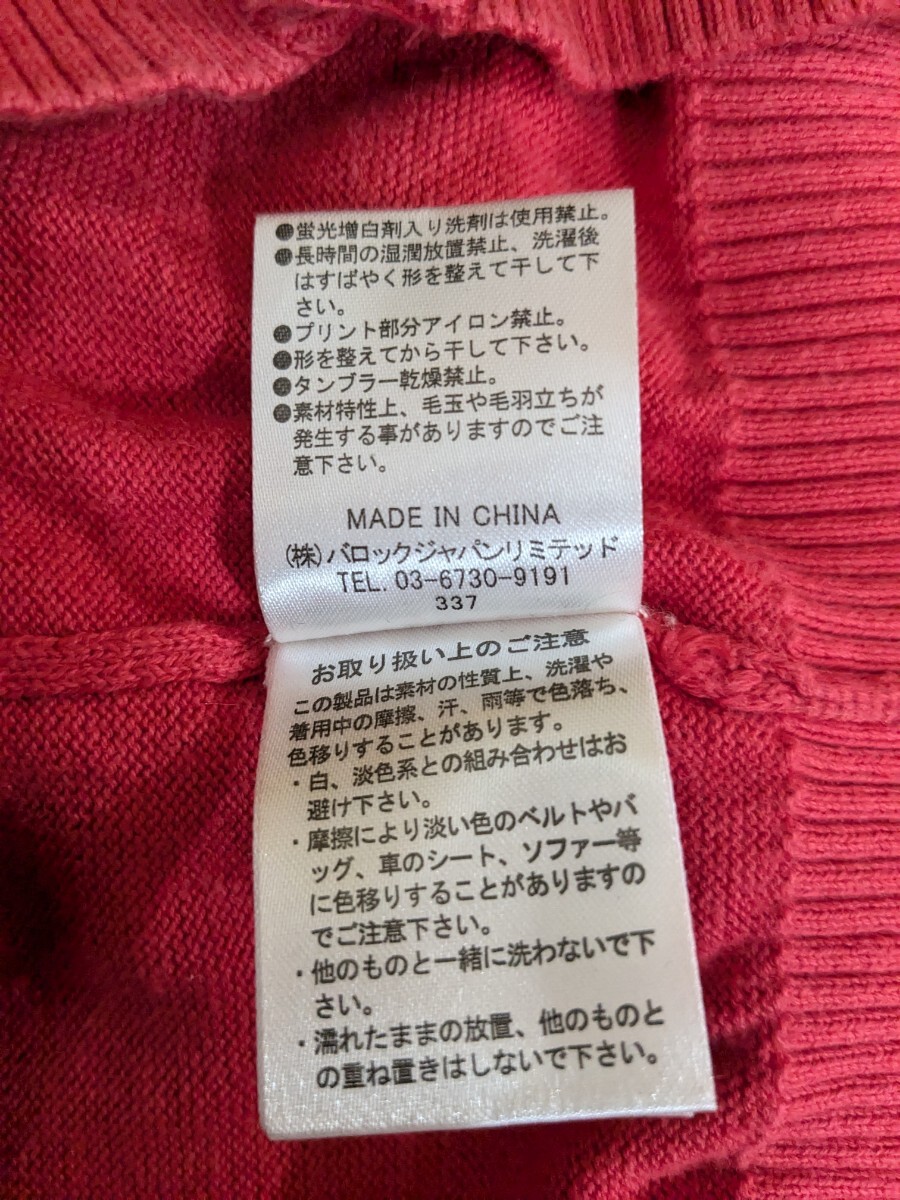 ●蛍光増白剤入り洗剤は使用禁止。
●長時間の湿潤放置禁止、洗濯後
はすばやく形を整えて干して下
さい。
●プリント部分アイロン禁止。
●形を整えてから干して下さい。
●タンブラー乾燥禁止。
●素材特性上、毛玉や毛羽立ちが
発生する事がありますのでご注
意下さい。
MADE IN CHINA
(株)バロックジャパンリミテッド
TEL. 03-6730-9191
337
お取り扱い上のご注意
この製品は素材の性質上、洗濯や
着用中の摩擦、汗、雨等で色落ち、
色移りすることがあります。
・白、淡色系との組み合わせはお
避け下さい。
・摩擦により淡い色のベルトやバ
ッグ、車のシート、ソファー等
に色移りすることがありますの
でご注意下さい。
・他のものと一緒に洗わないで下
さい。
・濡れたままの放置、他のものと
の重ね置きはしないで下さい。